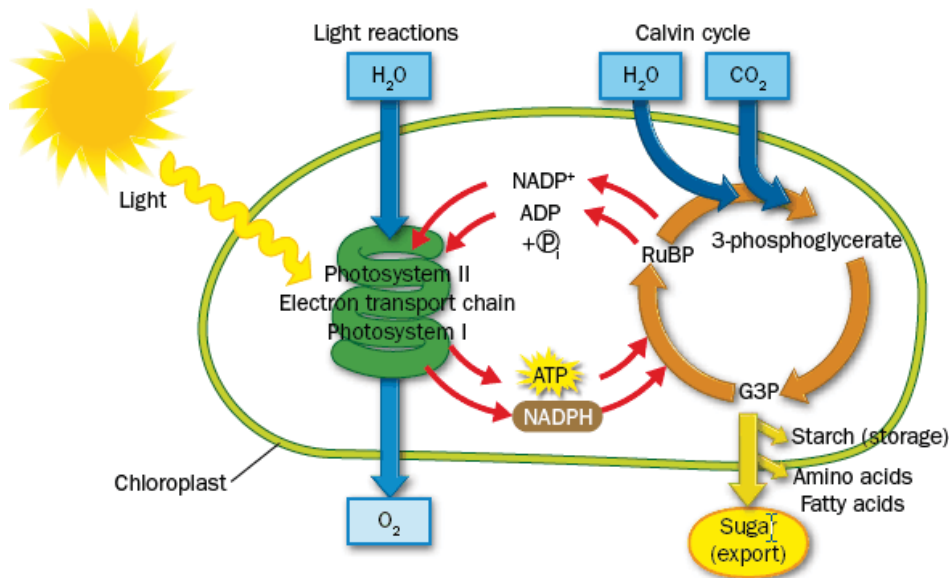 Light reactions
Calvin cycle
H₂O
H₂O
CO₂
Light
NADP⁺
ADP
+ Ⓟi
RuBP
3-phosphoglycerate
Photosystem II
Electron transport chain
Photosystem I
ATP
NADPH
G3P
Starch (storage)
Amino acids
Fatty acids
Chloroplast
O₂
Sugar
(export)